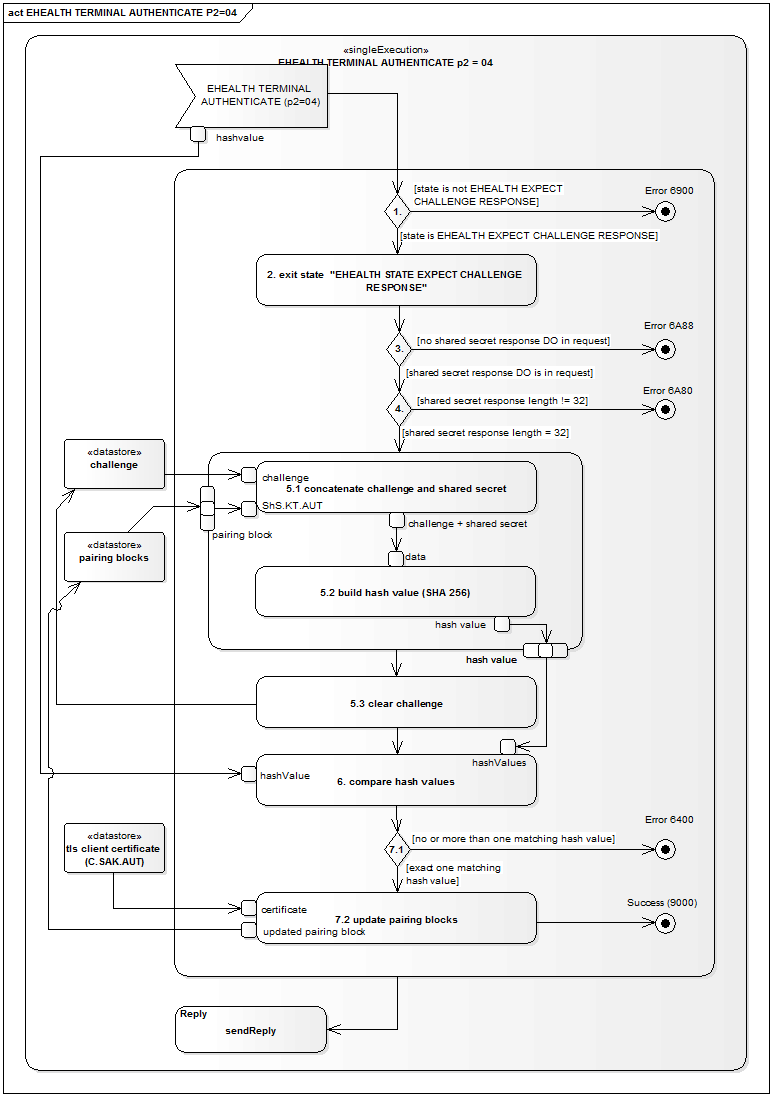 act EHEALTH TERMINAL AUTHENTICATE P2=04
«singleExecution»
EHEALTH TERMINAL AUTHENTICATE p2 = 04
EHEALTH TERMINAL
AUTHENTICATE (p2=04)
hashvalue
[state is not EHEALTH EXPECT
CHALLENGE RESPONSE]
Error 6900
1.
[state is EHEALTH EXPECT CHALLENGE RESPONSE]
2. exit state "EHEALTH STATE EXPECT CHALLENGE
RESPONSE"
Error 6A88
[no shared secret response DO in request]
3.
[shared secret response DO is in request]
Error 6A80
[shared secret response length != 32]
4.
[shared secret response length = 32]
«datastore»
challenge
challenge
5.1 concatenate challenge and shared secret
ShS.KT.AUT
challenge + shared secret
pairing block
«datastore»
pairing blocks
data
5.2 build hash value (SHA 256)
hash value
hash value
5.3 clear challenge
hashValues
hashValue
6. compare hash values
Error 6400
[no or more than one matching hash value]
7.1
[exact one matching
hash value]
«datastore»
tls client certificate
(C.SAK.AUT)
Success (9000)
certificate
7.2 update pairing blocks
updated pairing block
Reply
sendReply